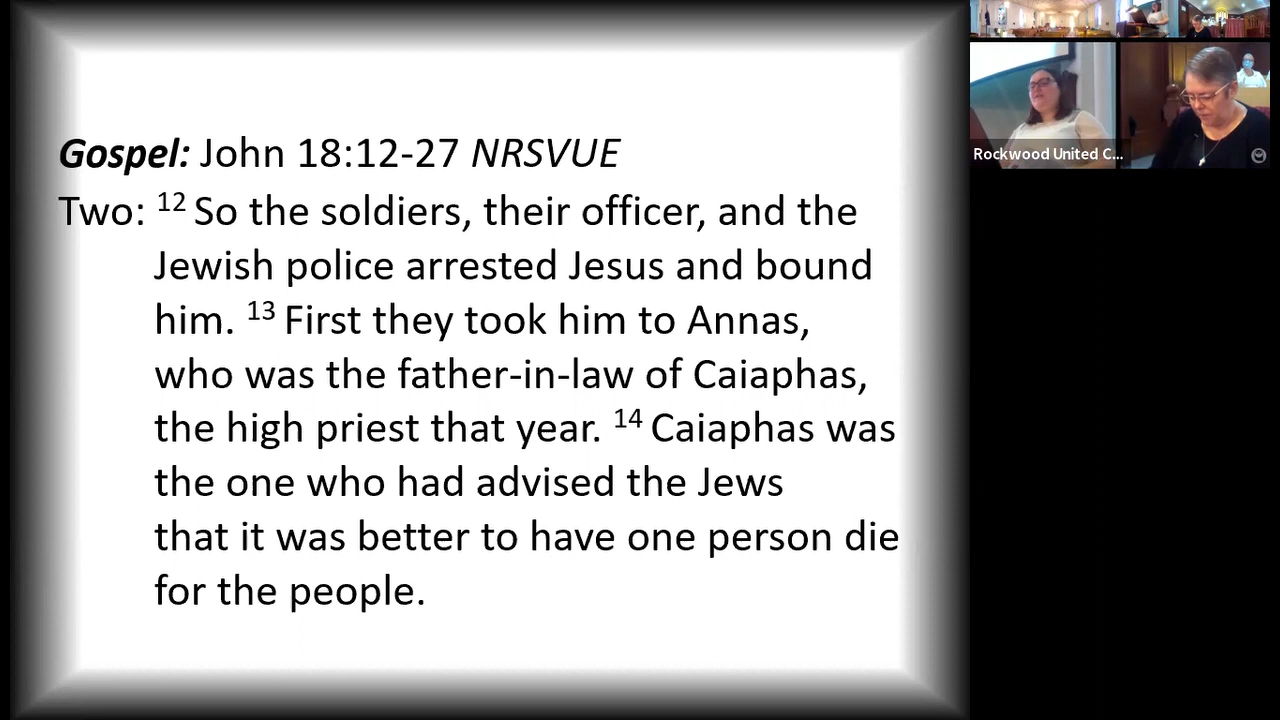 Gospel: John 18:12-27 NRSVUE
Two: 12 So the soldiers, their officer, and the
Jewish police arrested Jesus and bound
him. 13 First they took him to Annas,
who was the father-in-law of Caiaphas,
the high priest that year. 14 Caiaphas was
the one who had advised the Jews
that it was better to have one person die
for the people.
Rockwood United C...